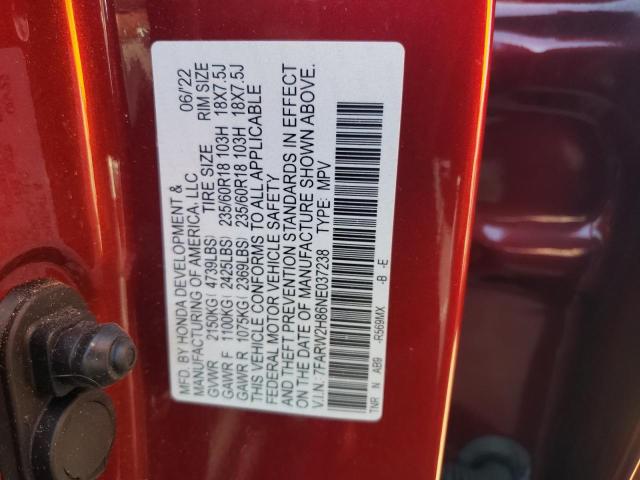 MFD. BY HONDA DEVELOPMENT & 06/'22
MANUFACTURING OF AMERICA, LLC
GVWR 2150KG( 4739LBS) TIRE SIZE RIM SIZE
GAWR F 1100KG( 2425LBS) 235/60R18 103H 18X7.5J
GAWR R 1075KG( 2369LBS) 235/60R18 103H 18X7.5J
THIS VEHICLE CONFORMS TO ALL APPLICABLE
FEDERAL MOTOR VEHICLE SAFETY
AND THEFT PREVENTION STANDARDS IN EFFECT
ON THE DATE OF MANUFACTURE SHOWN ABOVE.
V.I.N. 7FARW2H86NE037238 TYPE: MPV
TNR N AB9 -R569MX -B -E